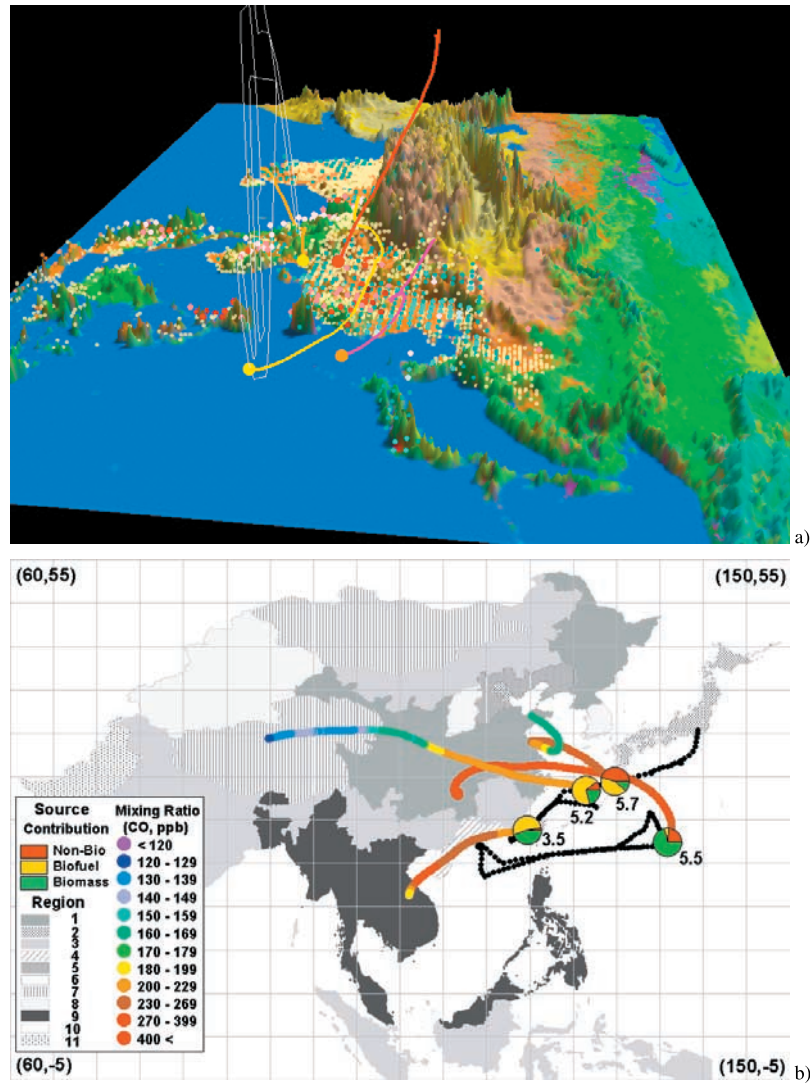 a)
(60,55) (150,55)
5.2
5.7
3.5
5.5
Source
Contribution
Non-Bio
Biofuel
Biomass
Region
1
2
3
4
5
6
7
8
9
10
11
Mixing Ratio
(CO, ppb)
< 120
120 - 129
130 - 139
140 - 149
150 - 159
160 - 169
170 - 179
180 - 199
200 - 229
230 - 269
270 - 399
400 <
(60,-5) (150,-5)
b)